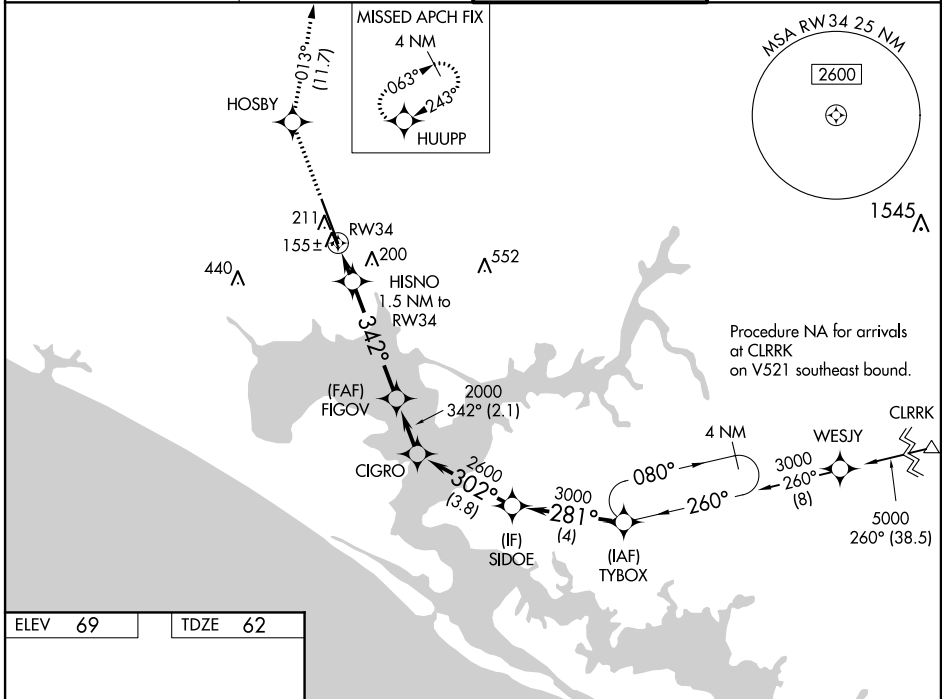 MISSED APCH FIX
4 NM
063°
243°
HUUPP
013°
(11.7)
HOSBY
MSA RW34 25 NM
2600
1545
211
155±
RW34
200
552
440
HISNO
1.5 NM to
RW34
342°
Procedure NA for arrivals
at CLRRK
on V521 southeast bound.
(FAF)
FIGOV
2000
342° (2.1)
CIGRO
2600
302°
(3.8)
(IF)
SIDOE
3000
281°
(4)
(IAF)
TYBOX
080°
4 NM
260°
WESJY
3000
260°
(8)
CLRRK
5000
260° (38.5)
ELEV 69
TDZE 62